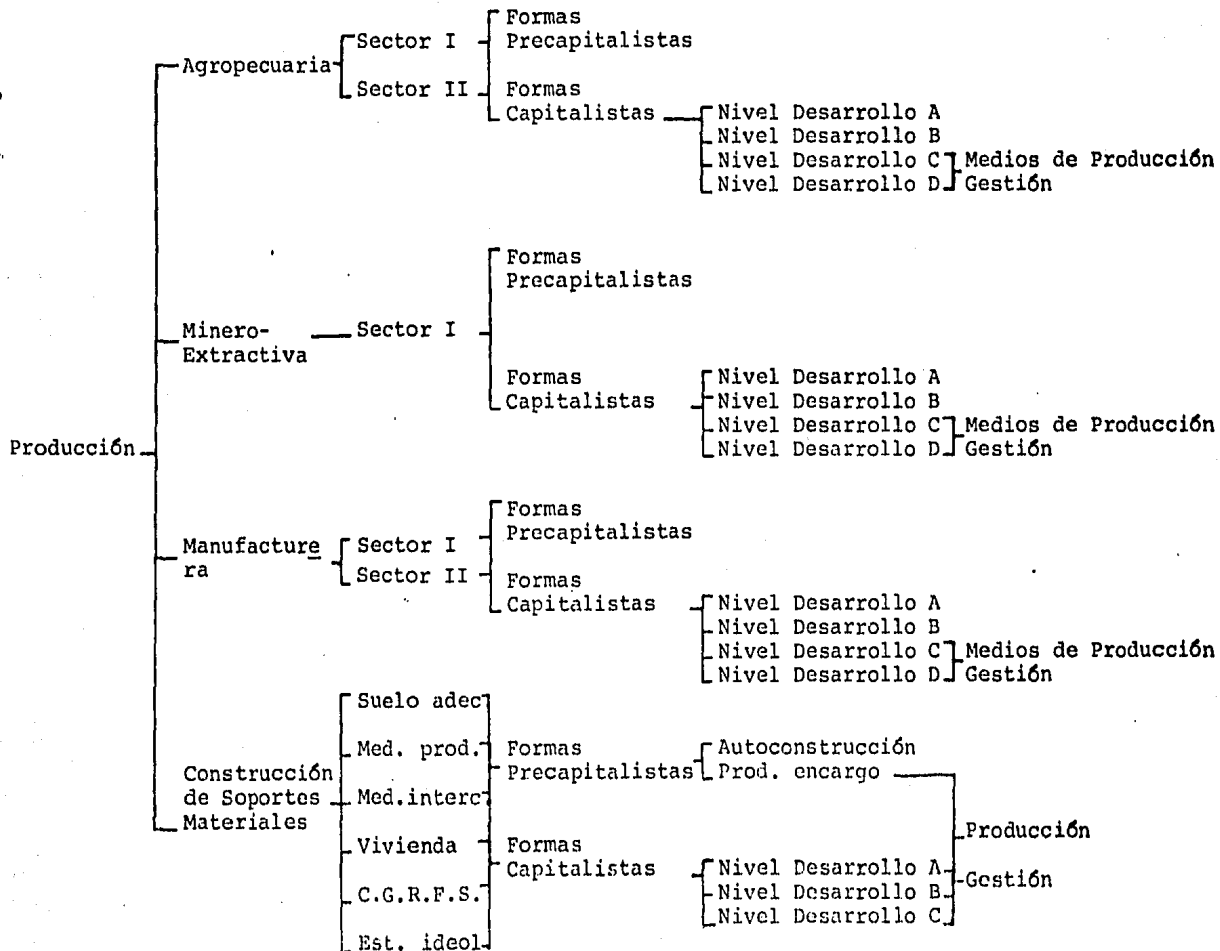 Formas
Sector I Precapitalistas
Agropecuaria
Sector II Formas
Capitalistas Nivel Desarrollo A
Nivel Desarrollo B
Nivel Desarrollo C Medios de Producción
Nivel Desarrollo D Gestión
Formas
Precapitalistas
Minero- Sector I
Extractiva
Formas Nivel Desarrollo A
Capitalistas Nivel Desarrollo B
Nivel Desarrollo C Medios de Producción
Producción Nivel Desarrollo D Gestión
Formas
Manufacture Sector I Precapitalistas
ra Sector II Formas
Capitalistas Nivel Desarrollo A
Nivel Desarrollo B
Nivel Desarrollo C Medios de Producción
Nivel Desarrollo D Gestión
Suelo adec
Med. prod. Formas Autoconstrucción
Construcción Precapitalistas Prod. encargo
de Soportes Med.interc
Materiales Producción
Vivienda Formas
Capitalistas Nivel Desarrollo A Gestión
C.G.R.F.S. Nivel Desarrollo B
Nivel Desarrollo C
Est. ideol